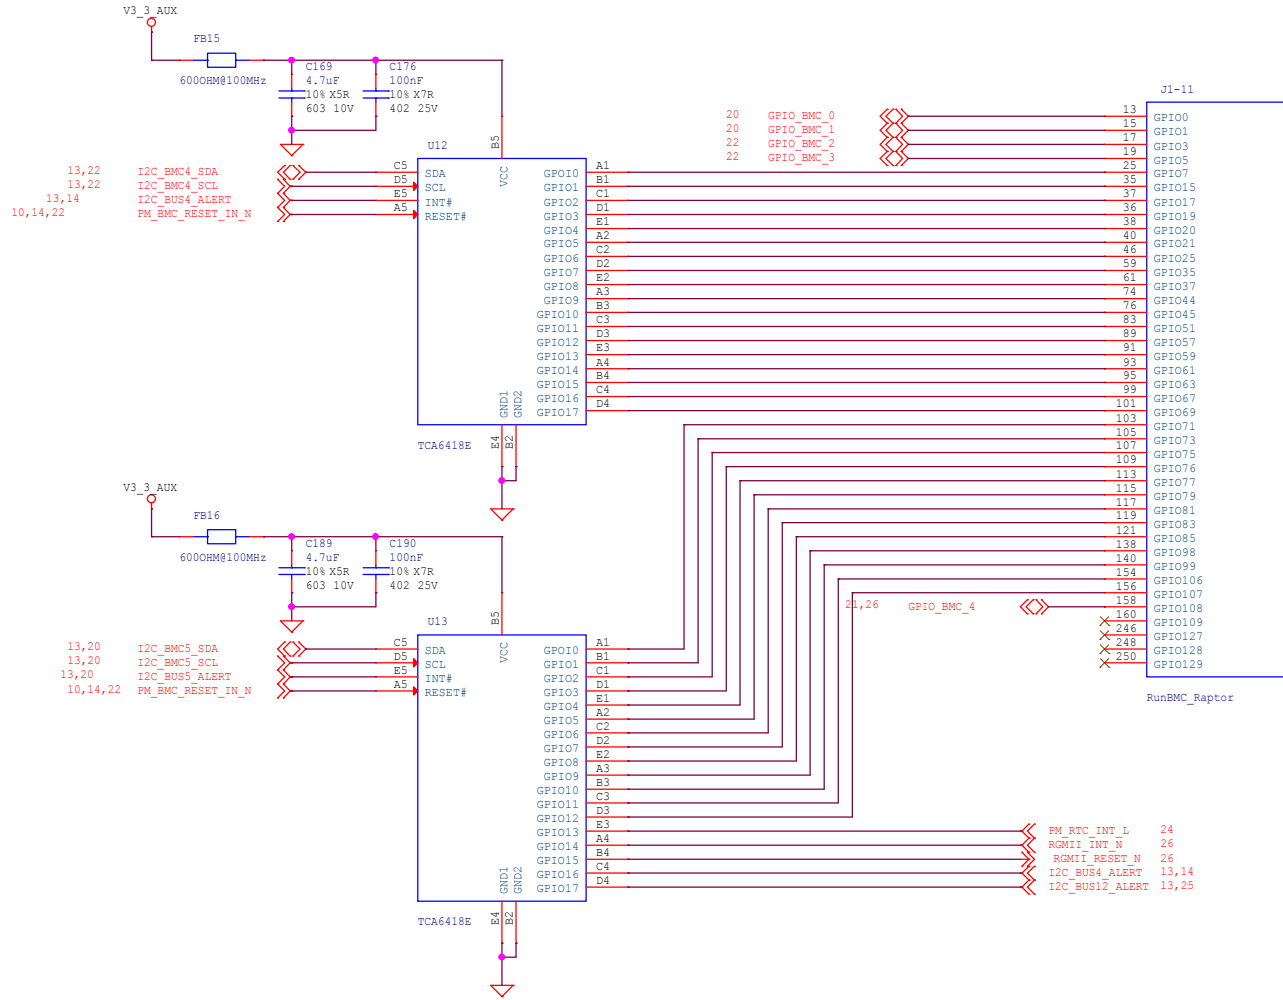 V3_3_AUX
FB15
600OHM@100MHz
C169
4.7uF
10% X5R
603 10V
C176
100nF
10% X7R
402 25V
U12
B5
VCC
13,22 I2C_BMC4_SDA C5 SDA
13,22 I2C_BMC4_SCL D5 SCL
13,14 I2C_BUS4_ALERT E5 INT#
10,14,22 PM_BMC_RESET_IN_N A5 RESET#
GPOI0 A1
GPIO1 B1
GPIO2 C1
GPIO3 D1
GPIO4 E1
GPIO5 A2
GPIO6 C2
GPIO7 D2
GPIO8 E2
GPIO9 A3
GPIO10 B3
GPIO11 C3
GPIO12 D3
GPIO13 E3
GPIO14 A4
GPIO15 B4
GPIO16 C4
GPIO17 D4
GND1
GND2
E4
B2
TCA6418E
20 GPIO_BMC_0
20 GPIO_BMC_1
22 GPIO_BMC_2
22 GPIO_BMC_3
J1-11
13 GPIO0
15 GPIO1
17 GPIO3
19 GPIO5
25 GPIO7
35 GPIO15
37 GPIO17
36 GPIO19
38 GPIO20
40 GPIO21
46 GPIO25
59 GPIO35
61 GPIO37
74 GPIO44
76 GPIO45
83 GPIO51
89 GPIO57
91 GPIO59
93 GPIO61
95 GPIO63
99 GPIO67
101 GPIO69
103 GPIO71
105 GPIO73
107 GPIO75
109 GPIO76
113 GPIO77
115 GPIO79
117 GPIO81
119 GPIO83
121 GPIO85
138 GPIO98
140 GPIO99
154 GPIO106
156 GPIO107
158 GPIO108
160 GPIO109
246 GPIO127
248 GPIO128
250 GPIO129
RunBMC_Raptor
21,26 GPIO_BMC_4
V3_3_AUX
FB16
600OHM@100MHz
C189
4.7uF
10% X5R
603 10V
C190
100nF
10% X7R
402 25V
U13
B5
VCC
13,20 I2C_BMC5_SDA C5 SDA
13,20 I2C_BMC5_SCL D5 SCL
13,20 I2C_BUS5_ALERT E5 INT#
10,14,22 PM_BMC_RESET_IN_N A5 RESET#
GPOI0 A1
GPIO1 B1
GPIO2 C1
GPIO3 D1
GPIO4 E1
GPIO5 A2
GPIO6 C2
GPIO7 D2
GPIO8 E2
GPIO9 A3
GPIO10 B3
GPIO11 C3
GPIO12 D3
GPIO13 E3
GPIO14 A4
GPIO15 B4
GPIO16 C4
GPIO17 D4
GND1
GND2
E4
B2
TCA6418E
PM_RTC_INT_L 24
RGMII_INT_N 26
RGMII_RESET_N 26
I2C_BUS4_ALERT 13,14
I2C_BUS12_ALERT 13,25